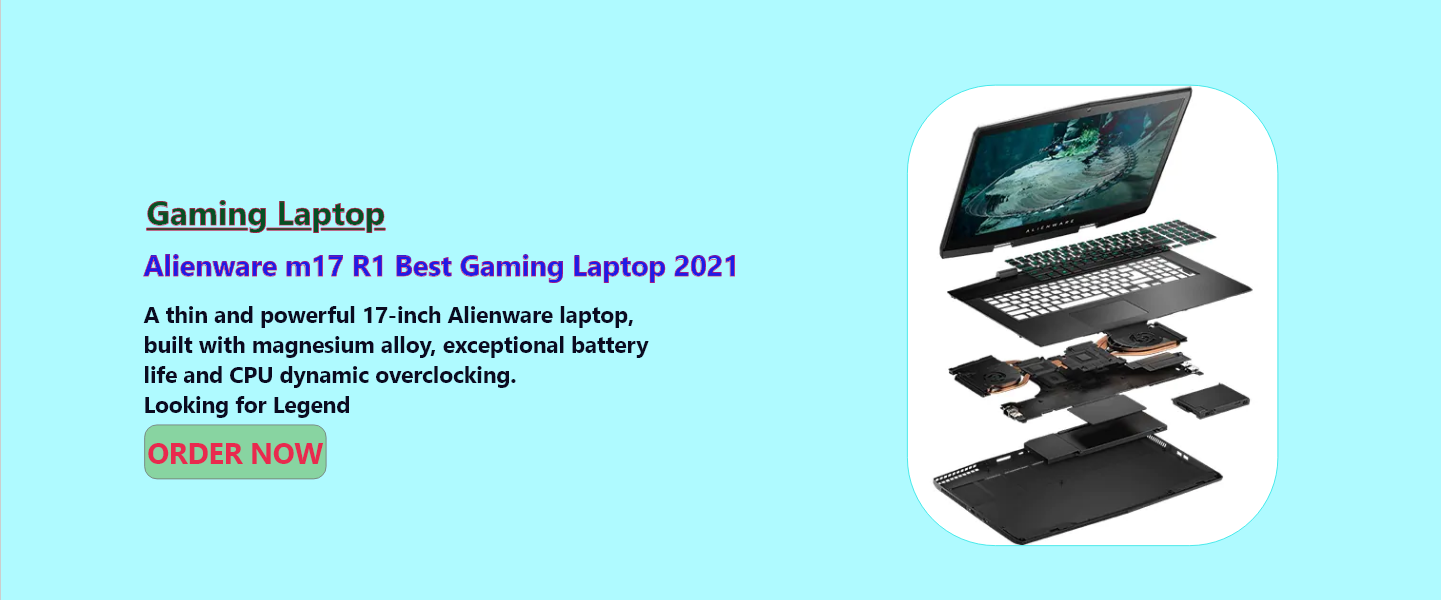 Gaming Laptop
Alienware m17 R1 Best Gaming Laptop 2021
A thin and powerful 17-inch Alienware laptop,
built with magnesium alloy, exceptional battery
life and CPU dynamic overclocking.
Looking for Legend
ORDER NOW
ALIENWARE